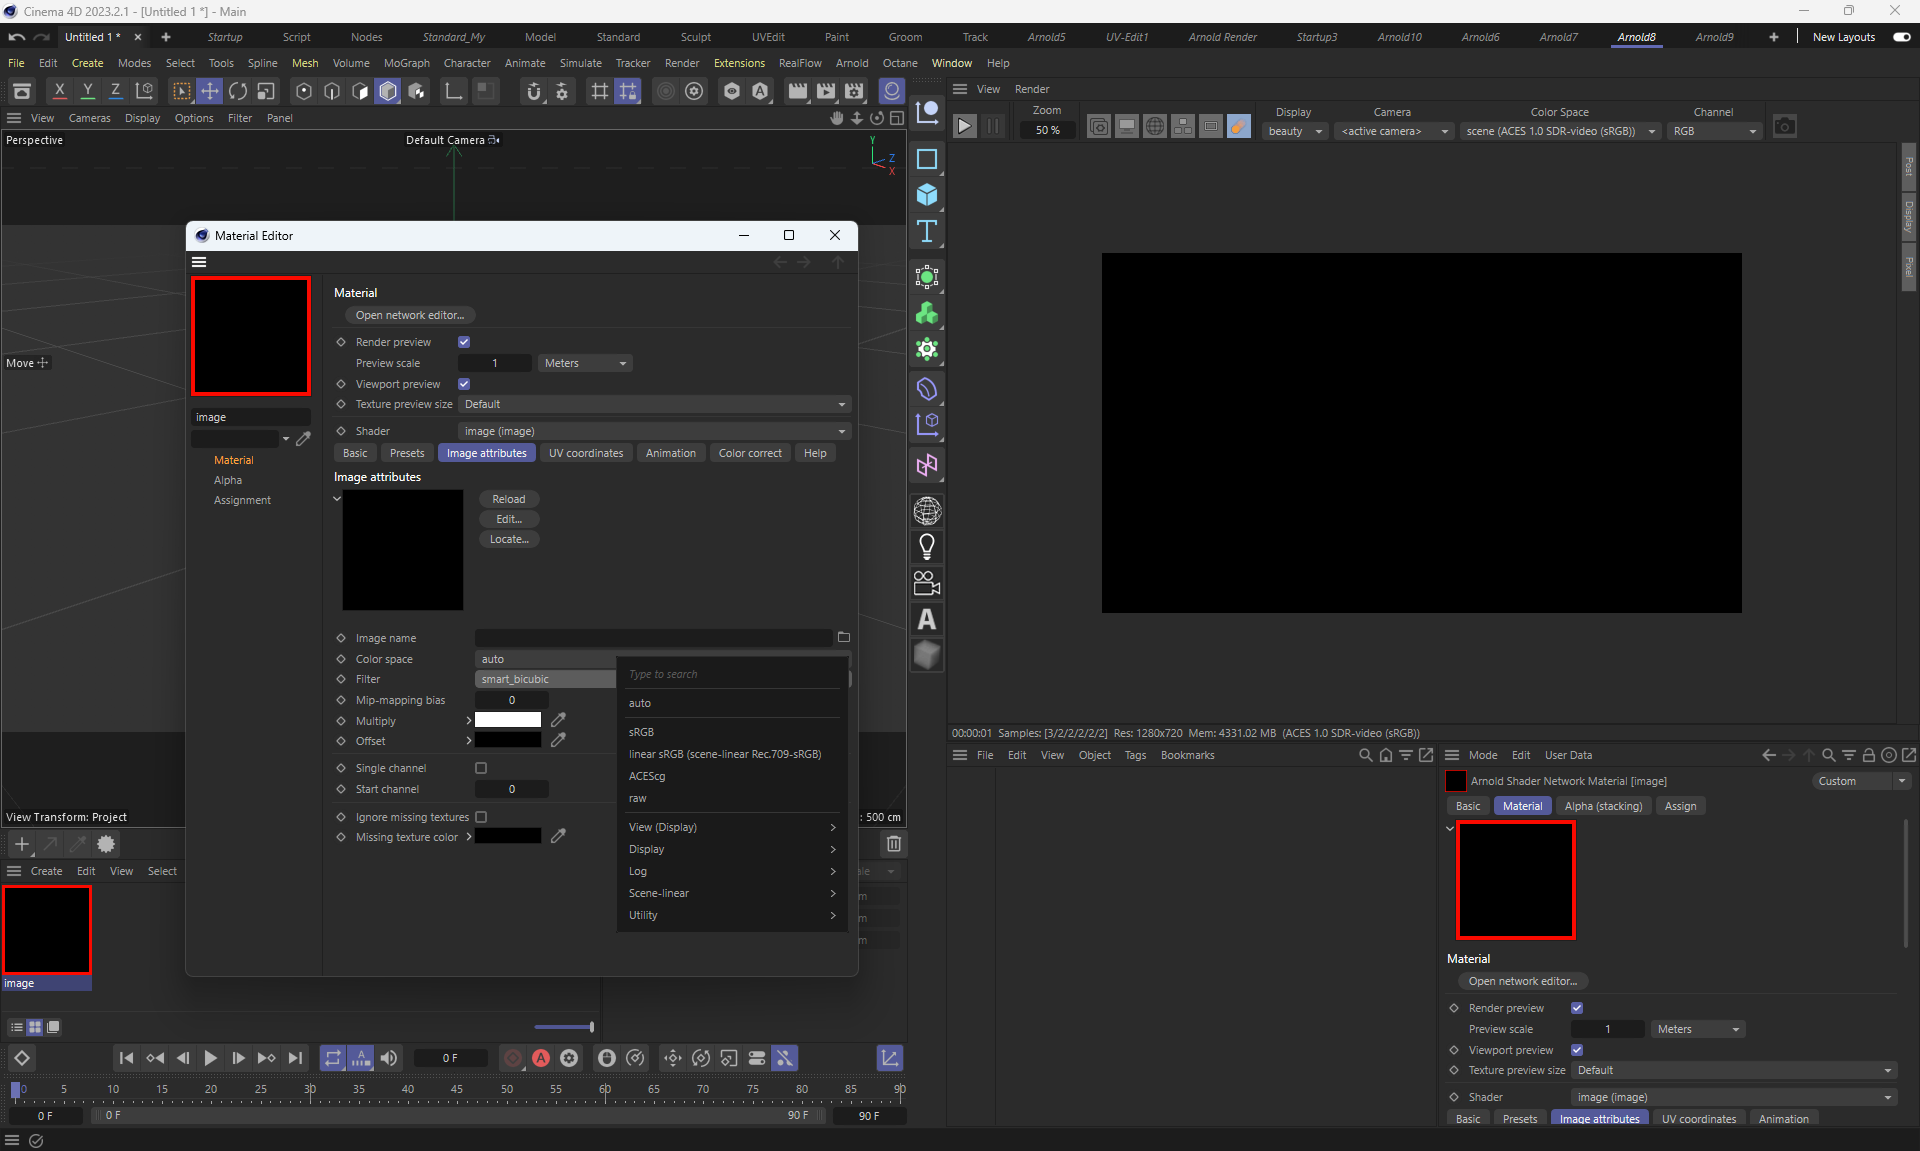 Cinema 4D 2023.2.1 - [Untitled 1 *] - Main
Untitled 1 * Startup Script Nodes Standard_My Model Standard Sculpt UVEdit Paint Groom Track Arnold5 UV-Edit1 Arnold Render Startup3 Arnold10 Arnold6 Arnold7 Arnold8 Arnold9 New Layouts
File Edit Create Modes Select Tools Spline Mesh Volume MoGraph Character Animate Simulate Tracker Render Extensions RealFlow Arnold Octane Window Help
X Y Z
View Cameras Display Options Filter Panel
Perspective
Default Camera
Y
Z
X
Move
View Transform: Project
: 500 cm
View Render
Zoom Display Camera Color Space Channel
50 % beauty <active camera> scene (ACES 1.0 SDR-video (sRGB)) RGB
Post
Display
Pixel
Material Editor
image
Material
Alpha
Assignment
Material
Open network editor...
Render preview
Preview scale 1 Meters
Viewport preview
Texture preview size Default
Shader image (image)
Basic Presets Image attributes UV coordinates Animation Color correct Help
Image attributes
Reload
Edit...
Locate...
Image name
Color space auto
Filter smart_bicubic
Mip-mapping bias 0
Multiply
Offset
Single channel
Start channel 0
Ignore missing textures
Missing texture color
Type to search
auto
sRGB
linear sRGB (scene-linear Rec.709-sRGB)
ACEScg
raw
View (Display)
Display
Log
Scene-linear
Utility
00:00:01 Samples: [3/2/2/2/2/2] Res: 1280x720 Mem: 4331.02 MB (ACES 1.0 SDR-video (sRGB))
File Edit View Object Tags Bookmarks
Mode Edit User Data
Arnold Shader Network Material [image]
Custom
Basic Material Alpha (stacking) Assign
Material
Open network editor...
Render preview
Preview scale 1 Meters
Viewport preview
Texture preview size Default
Shader image (image)
Basic Presets Image attributes UV coordinates Animation
Create Edit View Select
image
0 F
0 5 10 15 20 25 30 35 40 45 50 55 60 65 70 75 80 85 90
0 F 0 F 90 F 90 F